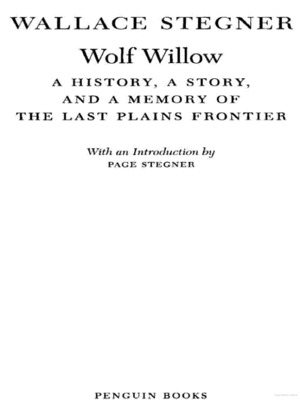 WALLACE STEGNER
Wolf Willow
A HISTORY, A STORY,
AND A MEMORY OF
THE LAST PLAINS FRONTIER
With an Introduction by
PAGE STEGNER
PENGUIN BOOKS